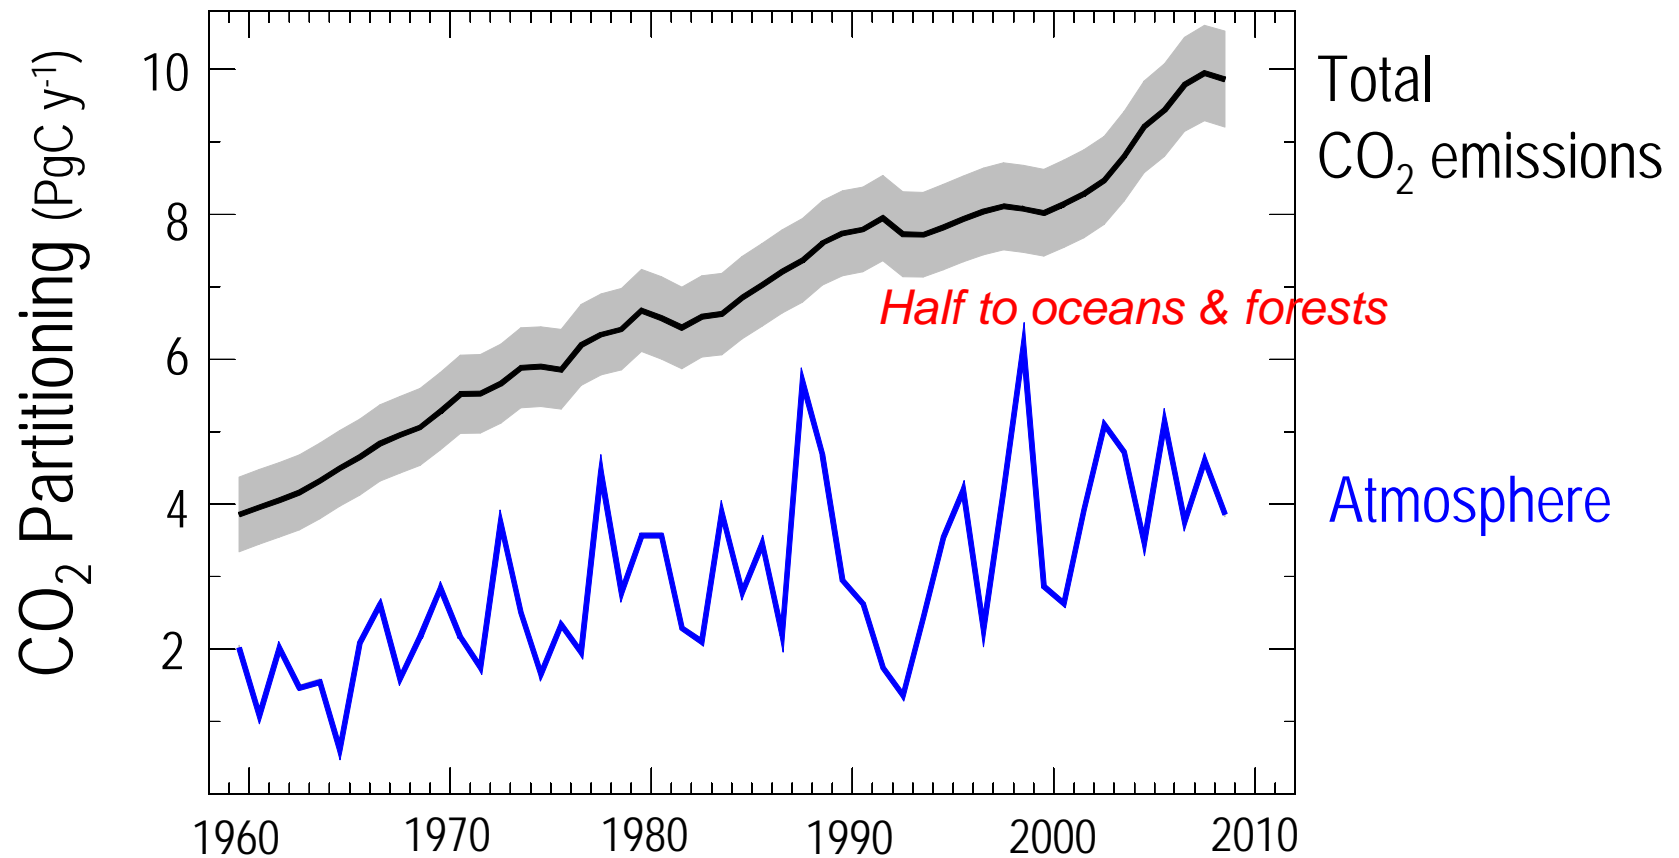 CO₂ Partitioning (PgC y⁻¹)
10
8
6
4
2
1960 1970 1980 1990 2000 2010
Total
CO₂ emissions
Half to oceans & forests
Atmosphere